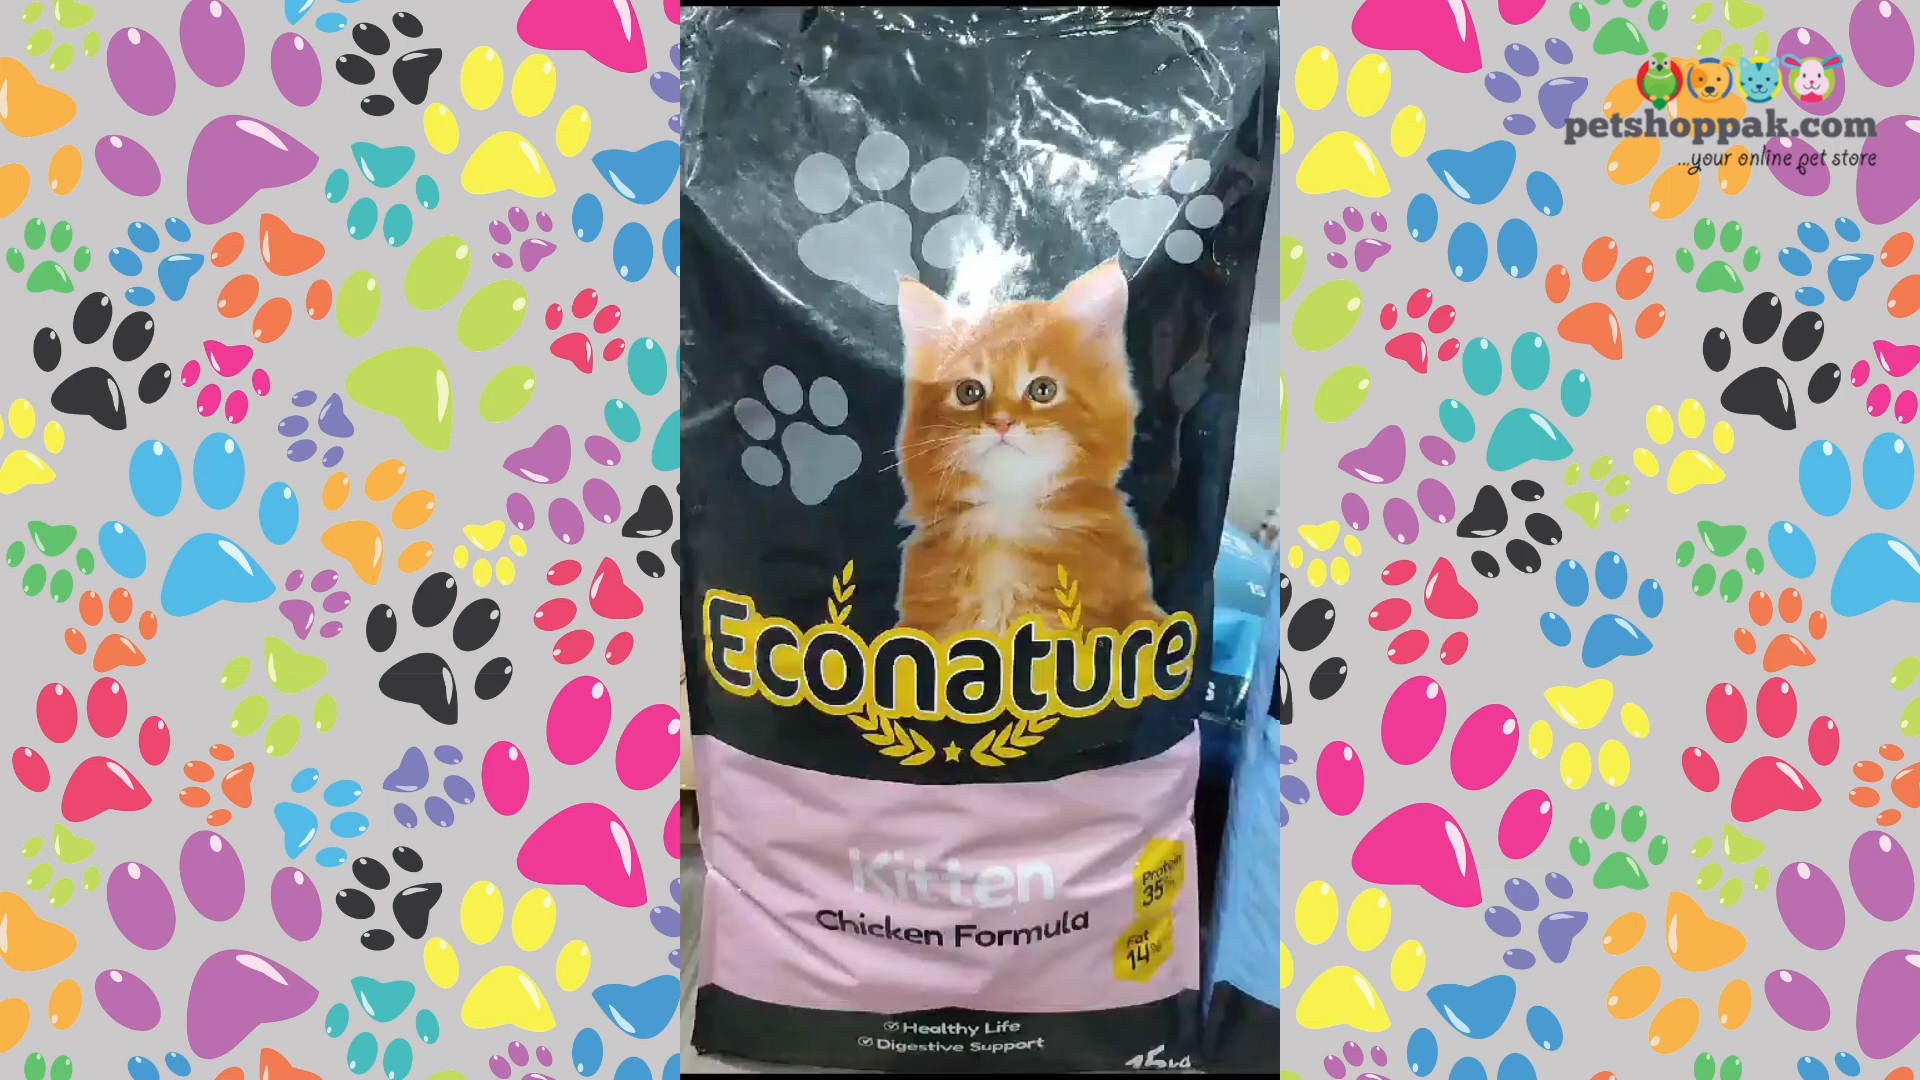 petshoppak.com
...your online pet store
Econature
Kitten
Chicken Formula
Protein
35%
Fat
14%
Healthy Life
Digestive Support